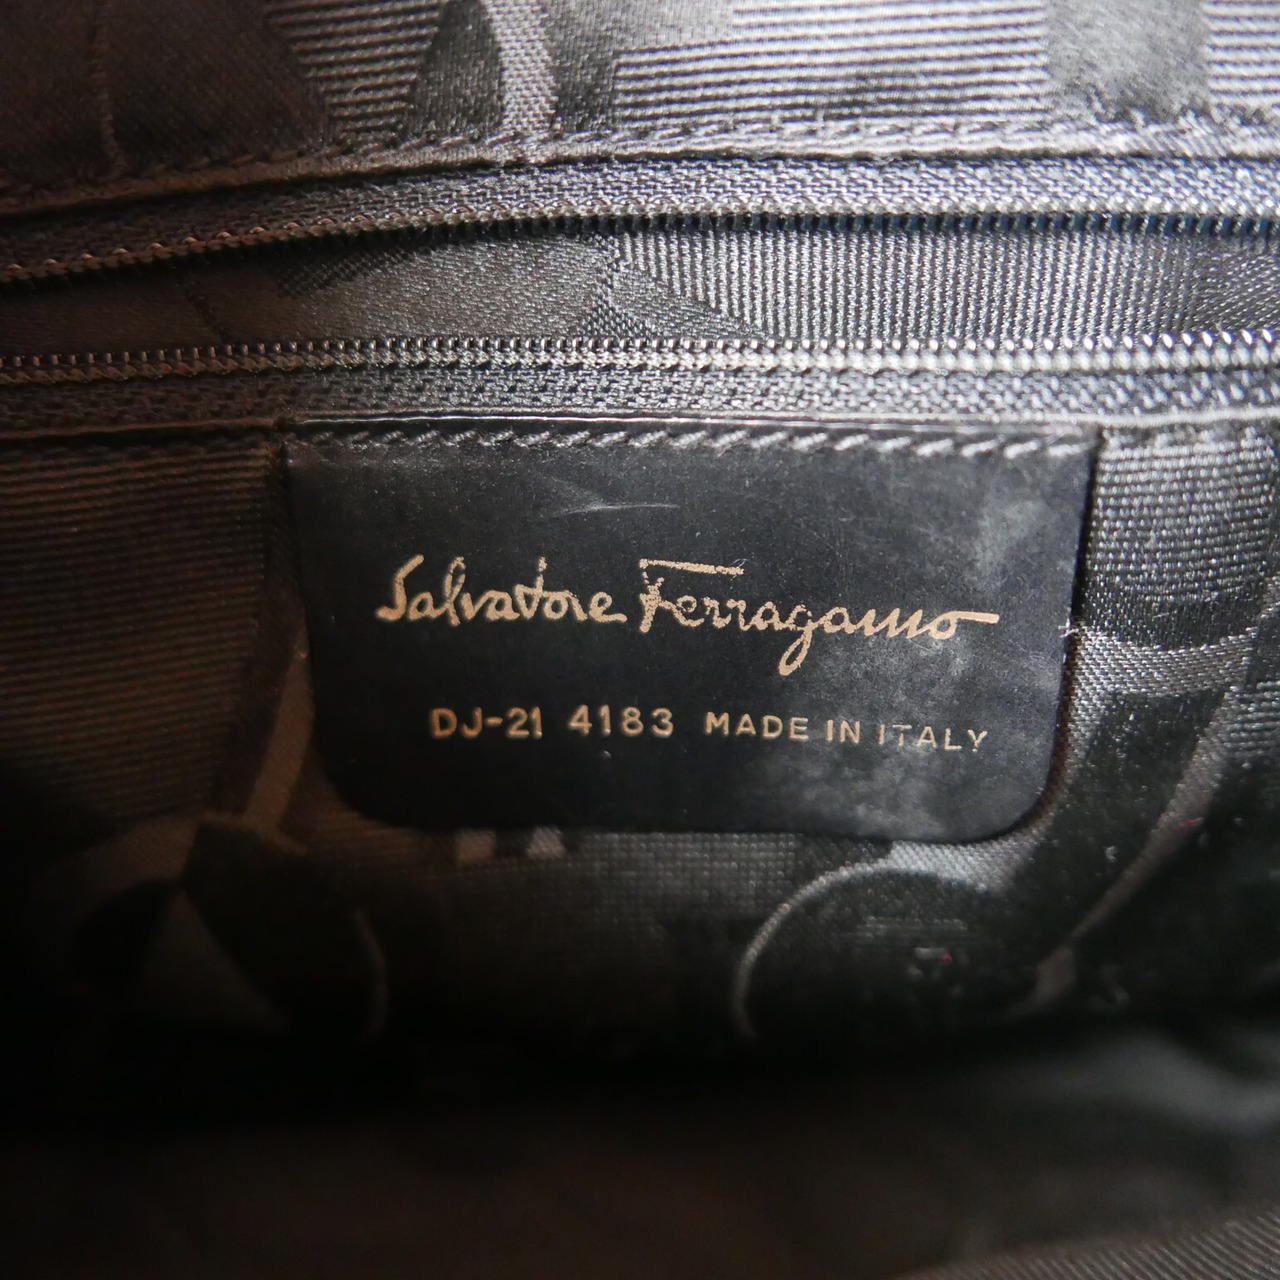 Salvatore Ferragamo
DJ-21 4183 MADE IN ITALY